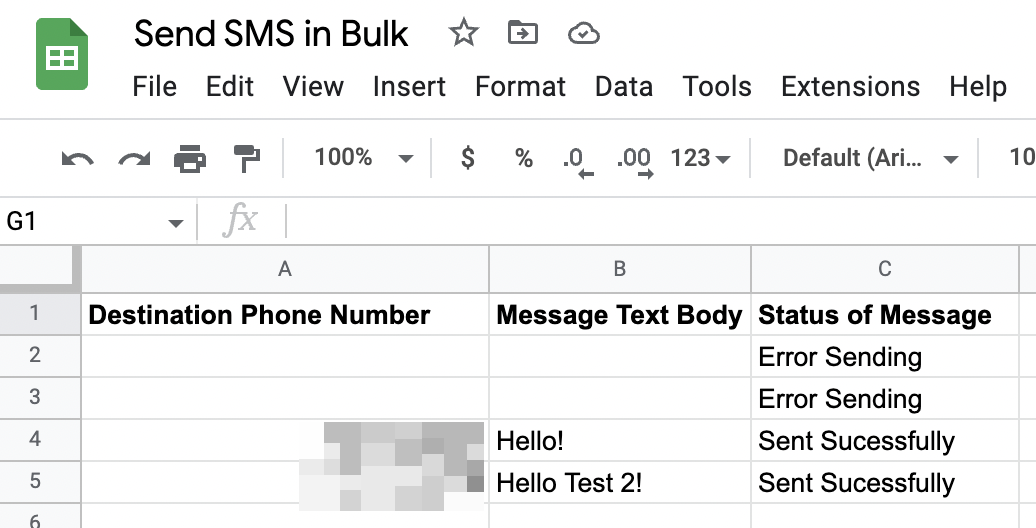 Send SMS in Bulk
File Edit View Insert Format Data Tools Extensions Help
100% $ % .0 .00 123 Default (Ari... 10
G1 fx
A B C
1 Destination Phone Number Message Text Body Status of Message
2 Error Sending
3 Error Sending
4 Hello! Sent Sucessfully
5 Hello Test 2! Sent Sucessfully
6